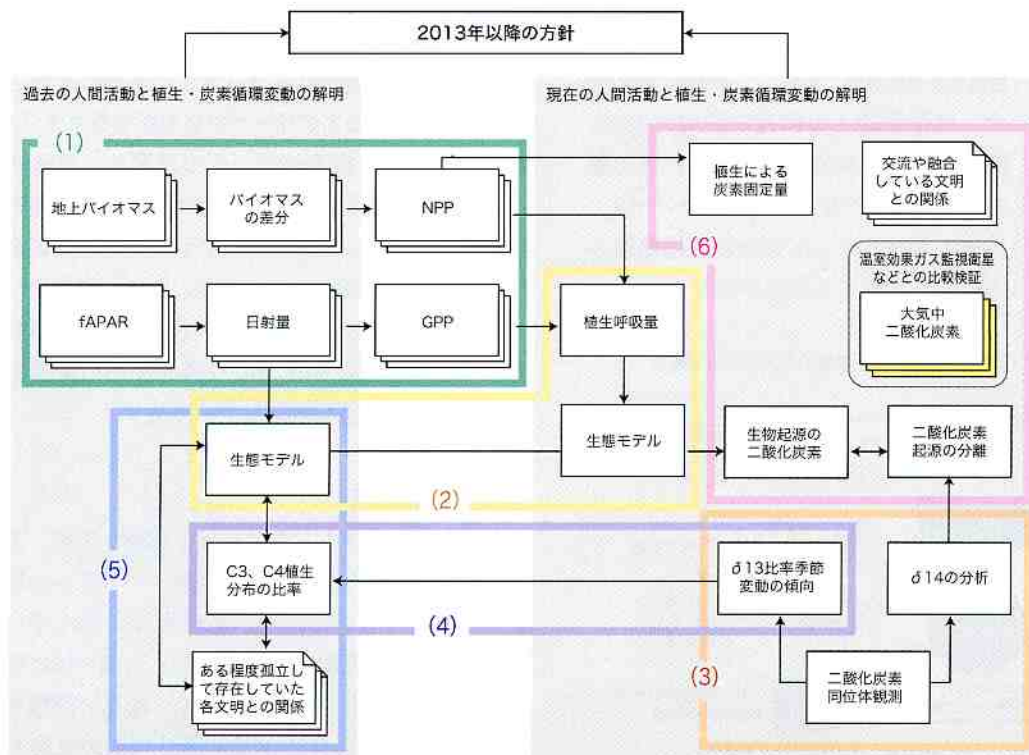 2013年以降の方針
過去の人間活動と植生・炭素循環変動の解明
現在の人間活動と植生・炭素循環変動の解明
(1)
地上バイオマス
バイオマス
の差分
NPP
植生による
炭素固定量
交流や融合
している文明
との関係
(6)
温室効果ガス監視衛星
などとの比較検証
大気中
二酸化炭素
fAPAR
日射量
GPP
植生呼吸量
生態モデル
生態モデル
生物起源の
二酸化炭素
二酸化炭素
起源の分離
(2)
(5)
C3、C4植生
分布の比率
δ13比率季節
変動の傾向
δ14の分析
(4)
(3)
ある程度孤立し
て存在していた
各文明との関係
二酸化炭素
同位体観測